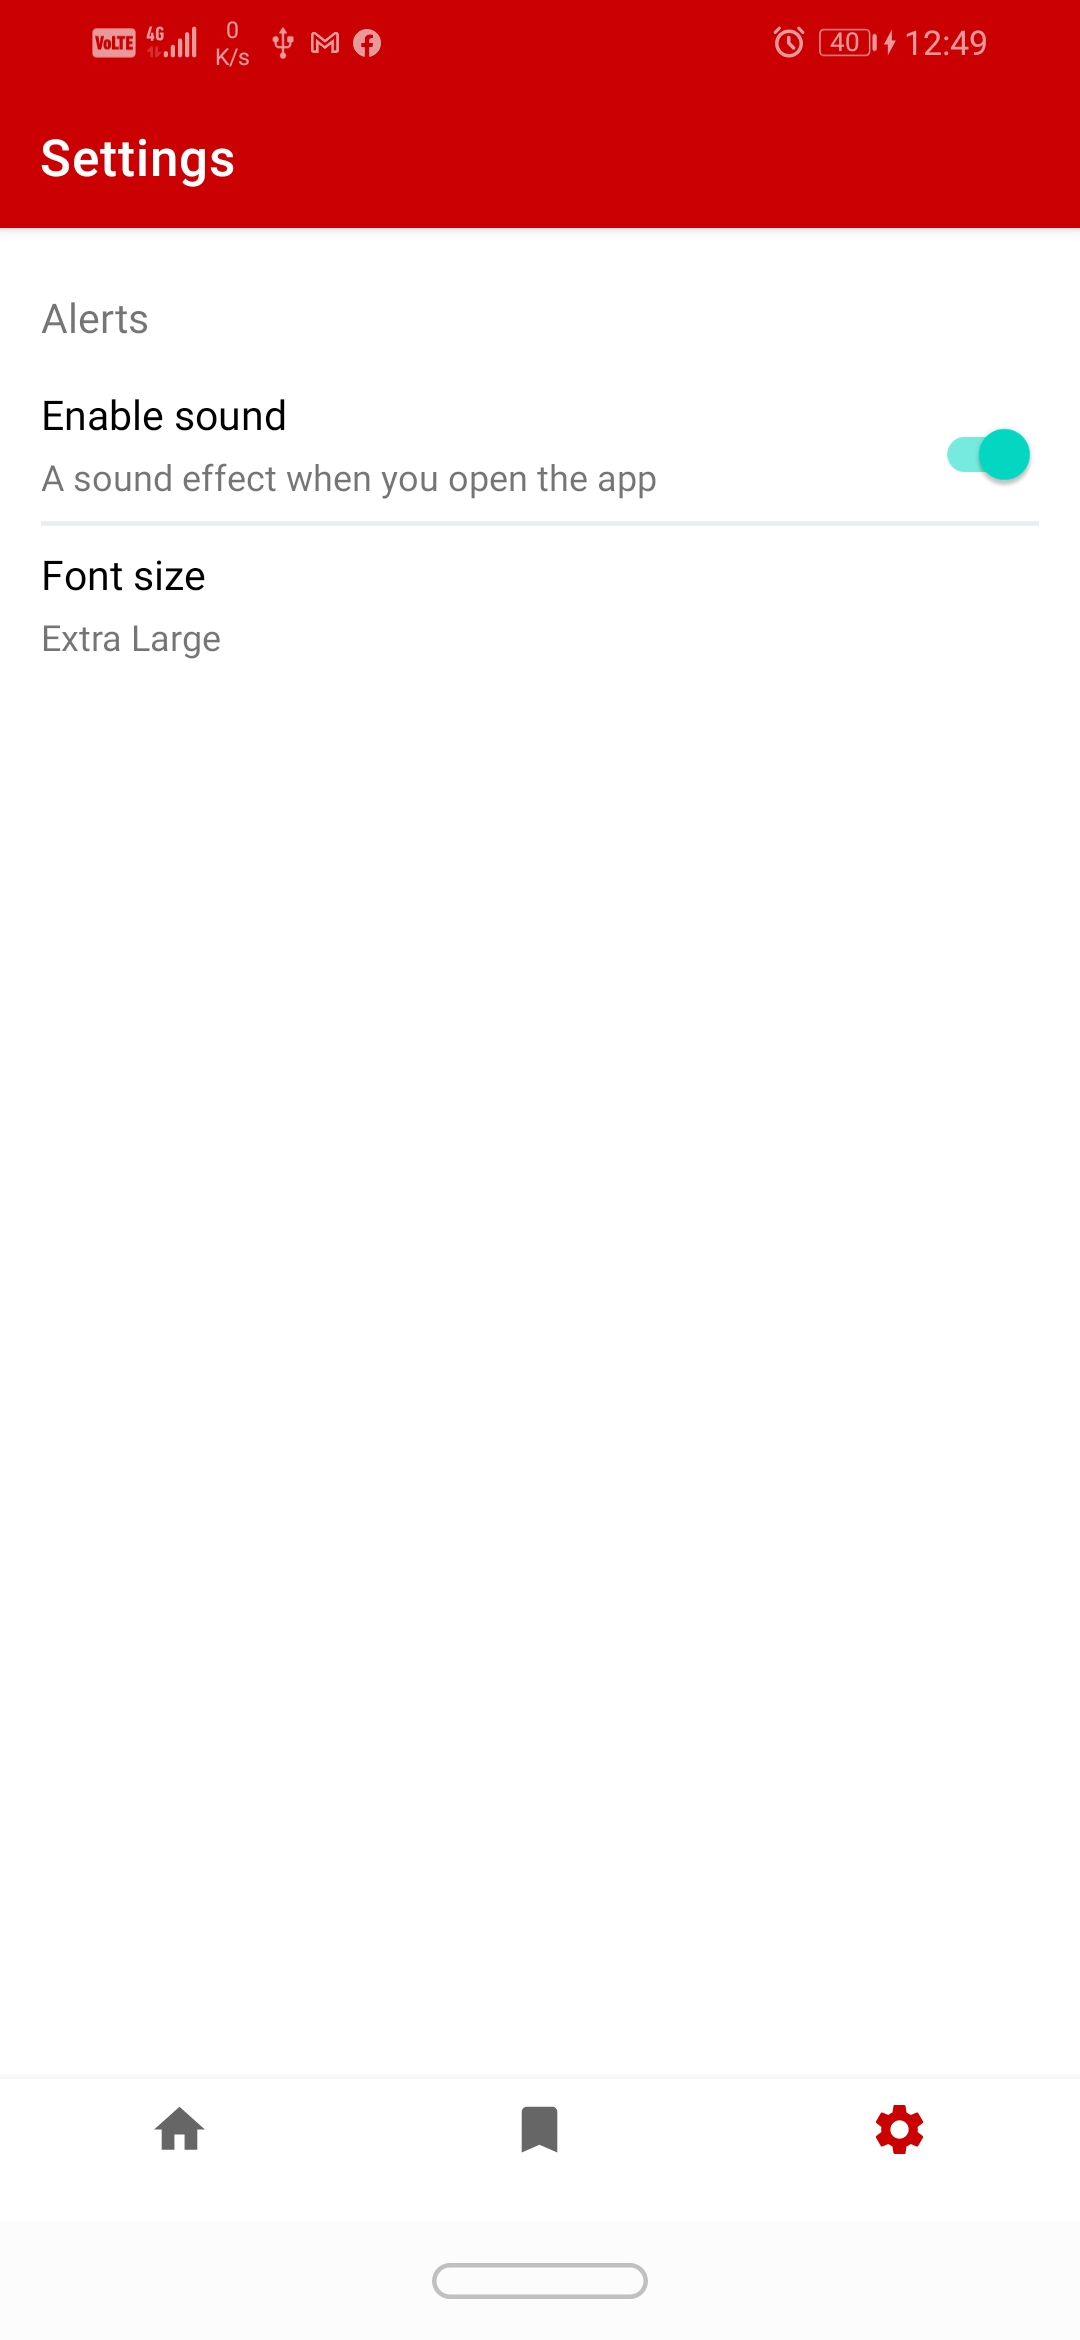 VoLTE 4G 0 K/s 40 12:49
Settings
Alerts
Enable sound
A sound effect when you open the app
Font size
Extra Large